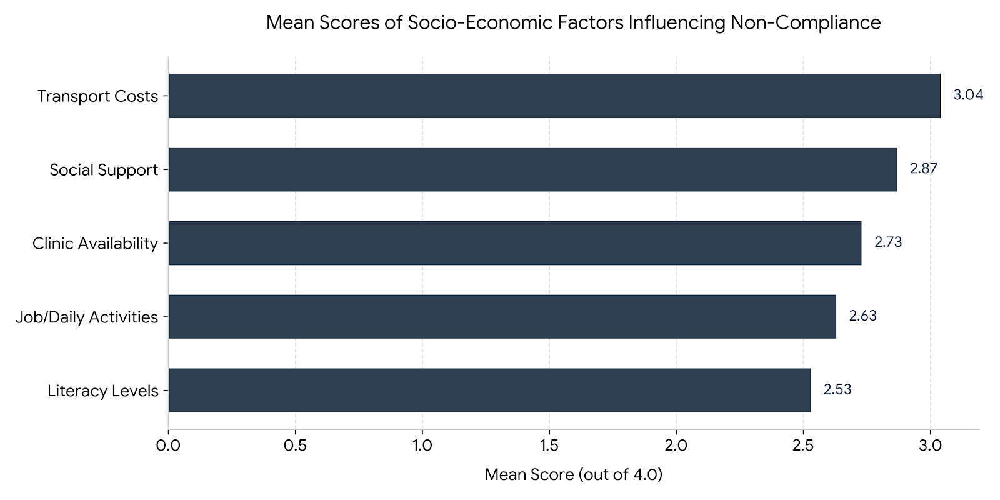 Mean Scores of Socio-Economic Factors Influencing Non-Compliance
Transport Costs
3.04
Social Support
2.87
Clinic Availability
2.73
Job/Daily Activities
2.63
Literacy Levels
2.53
0.0 0.5 1.0 1.5 2.0 2.5 3.0
Mean Score (out of 4.0)